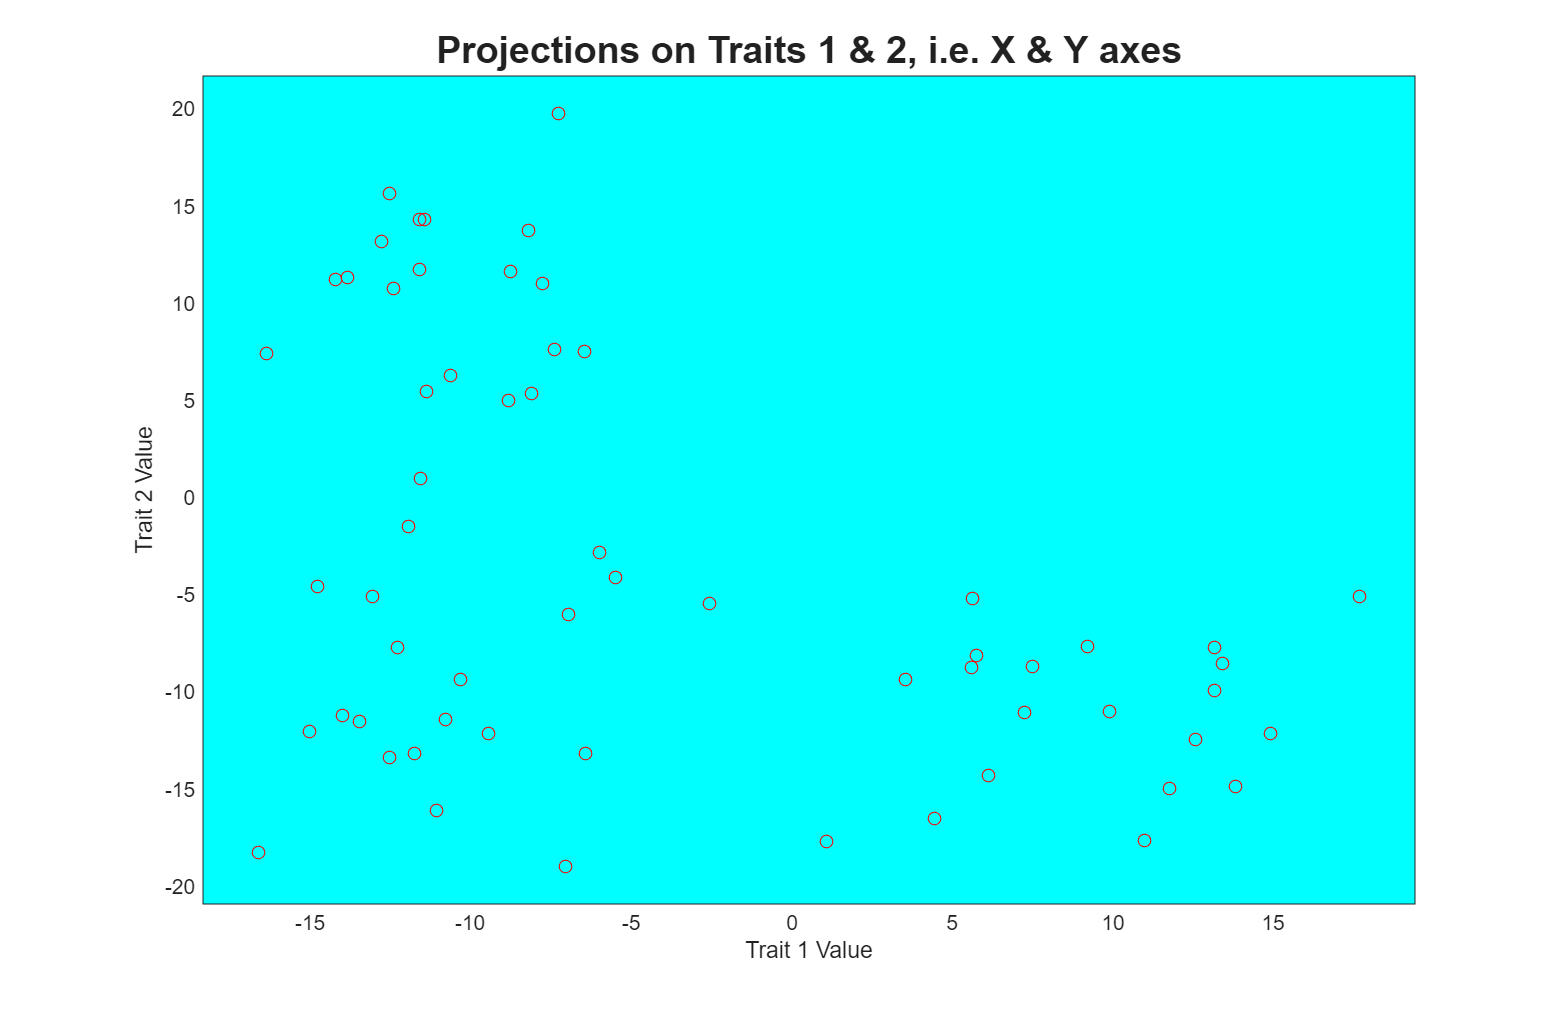 Projections on Traits 1 & 2, i.e. X & Y axes
20
15
10
5
0
-5
-10
-15
-20
Trait 2 Value
-15 -10 -5 0 5 10 15
Trait 1 Value